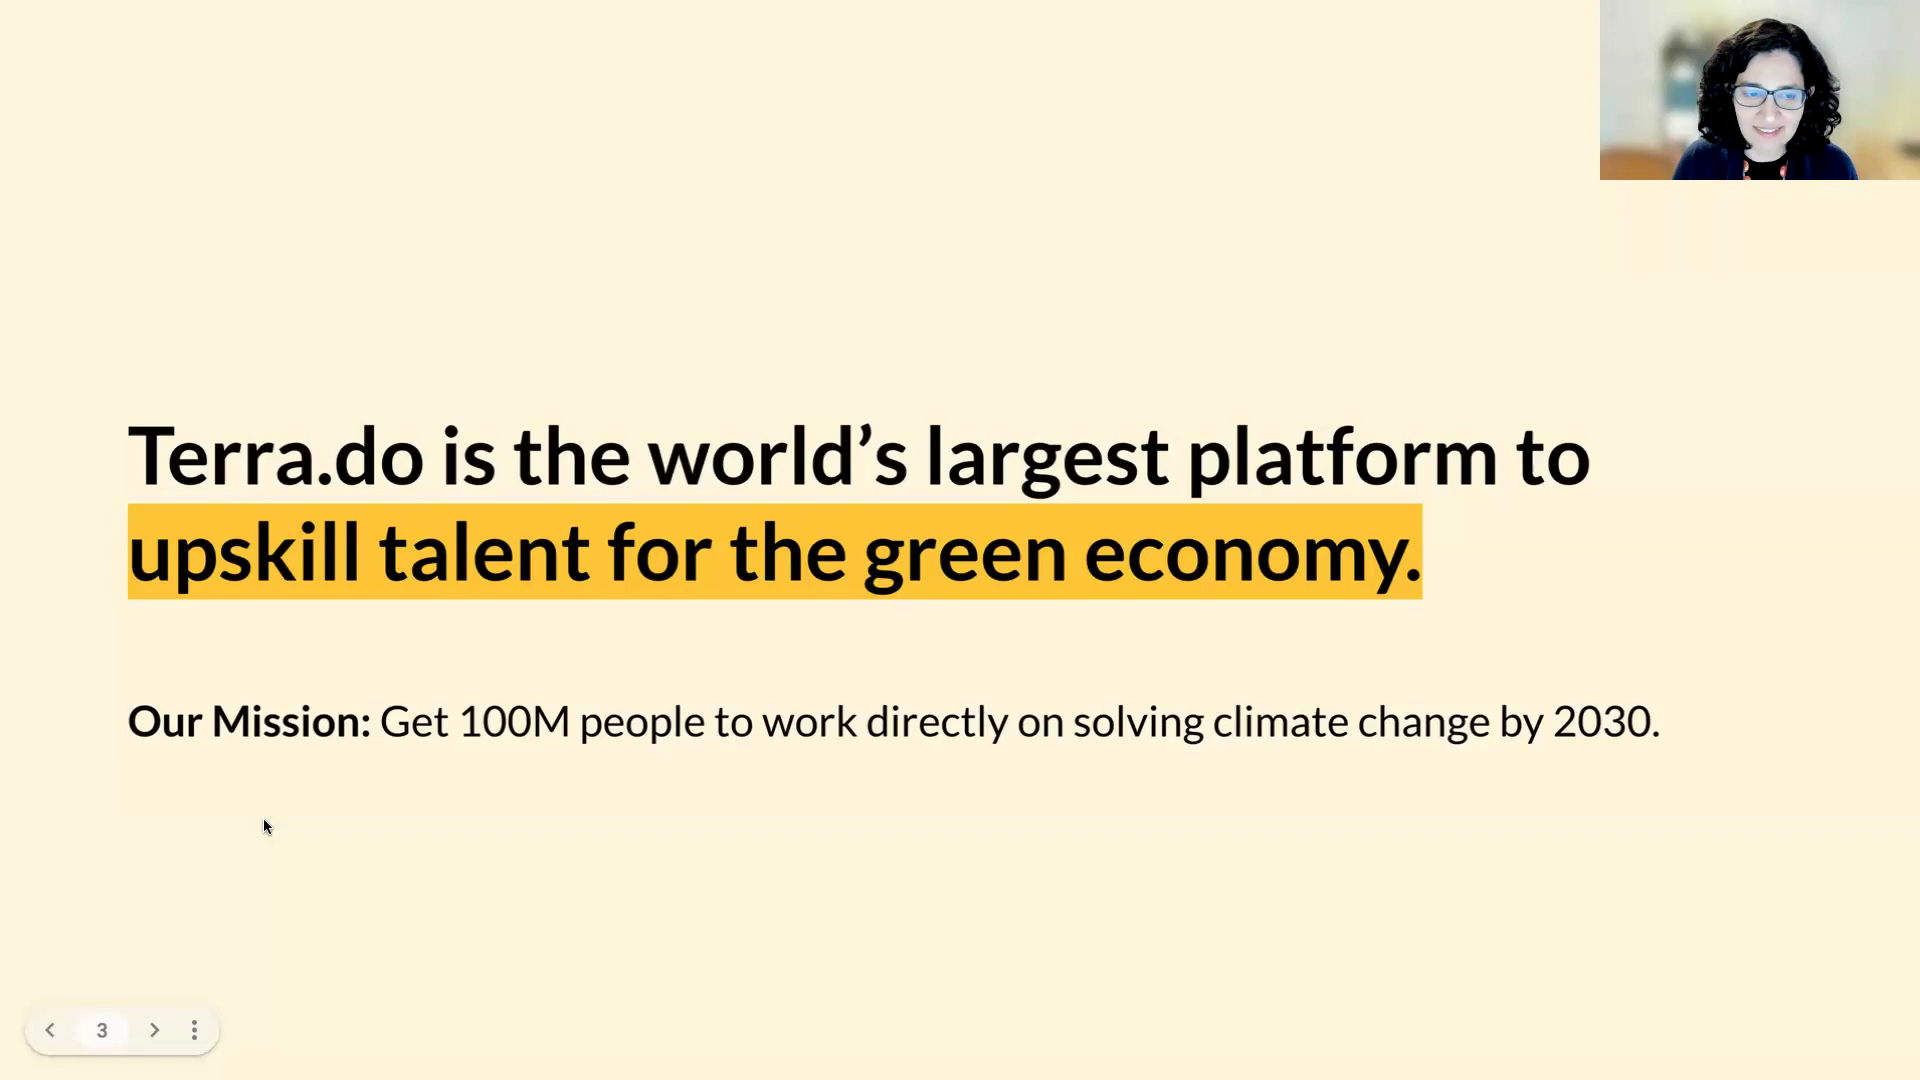 Terra.do is the world’s largest platform to
upskill talent for the green economy.
Our Mission: Get 100M people to work directly on solving climate change by 2030.
3